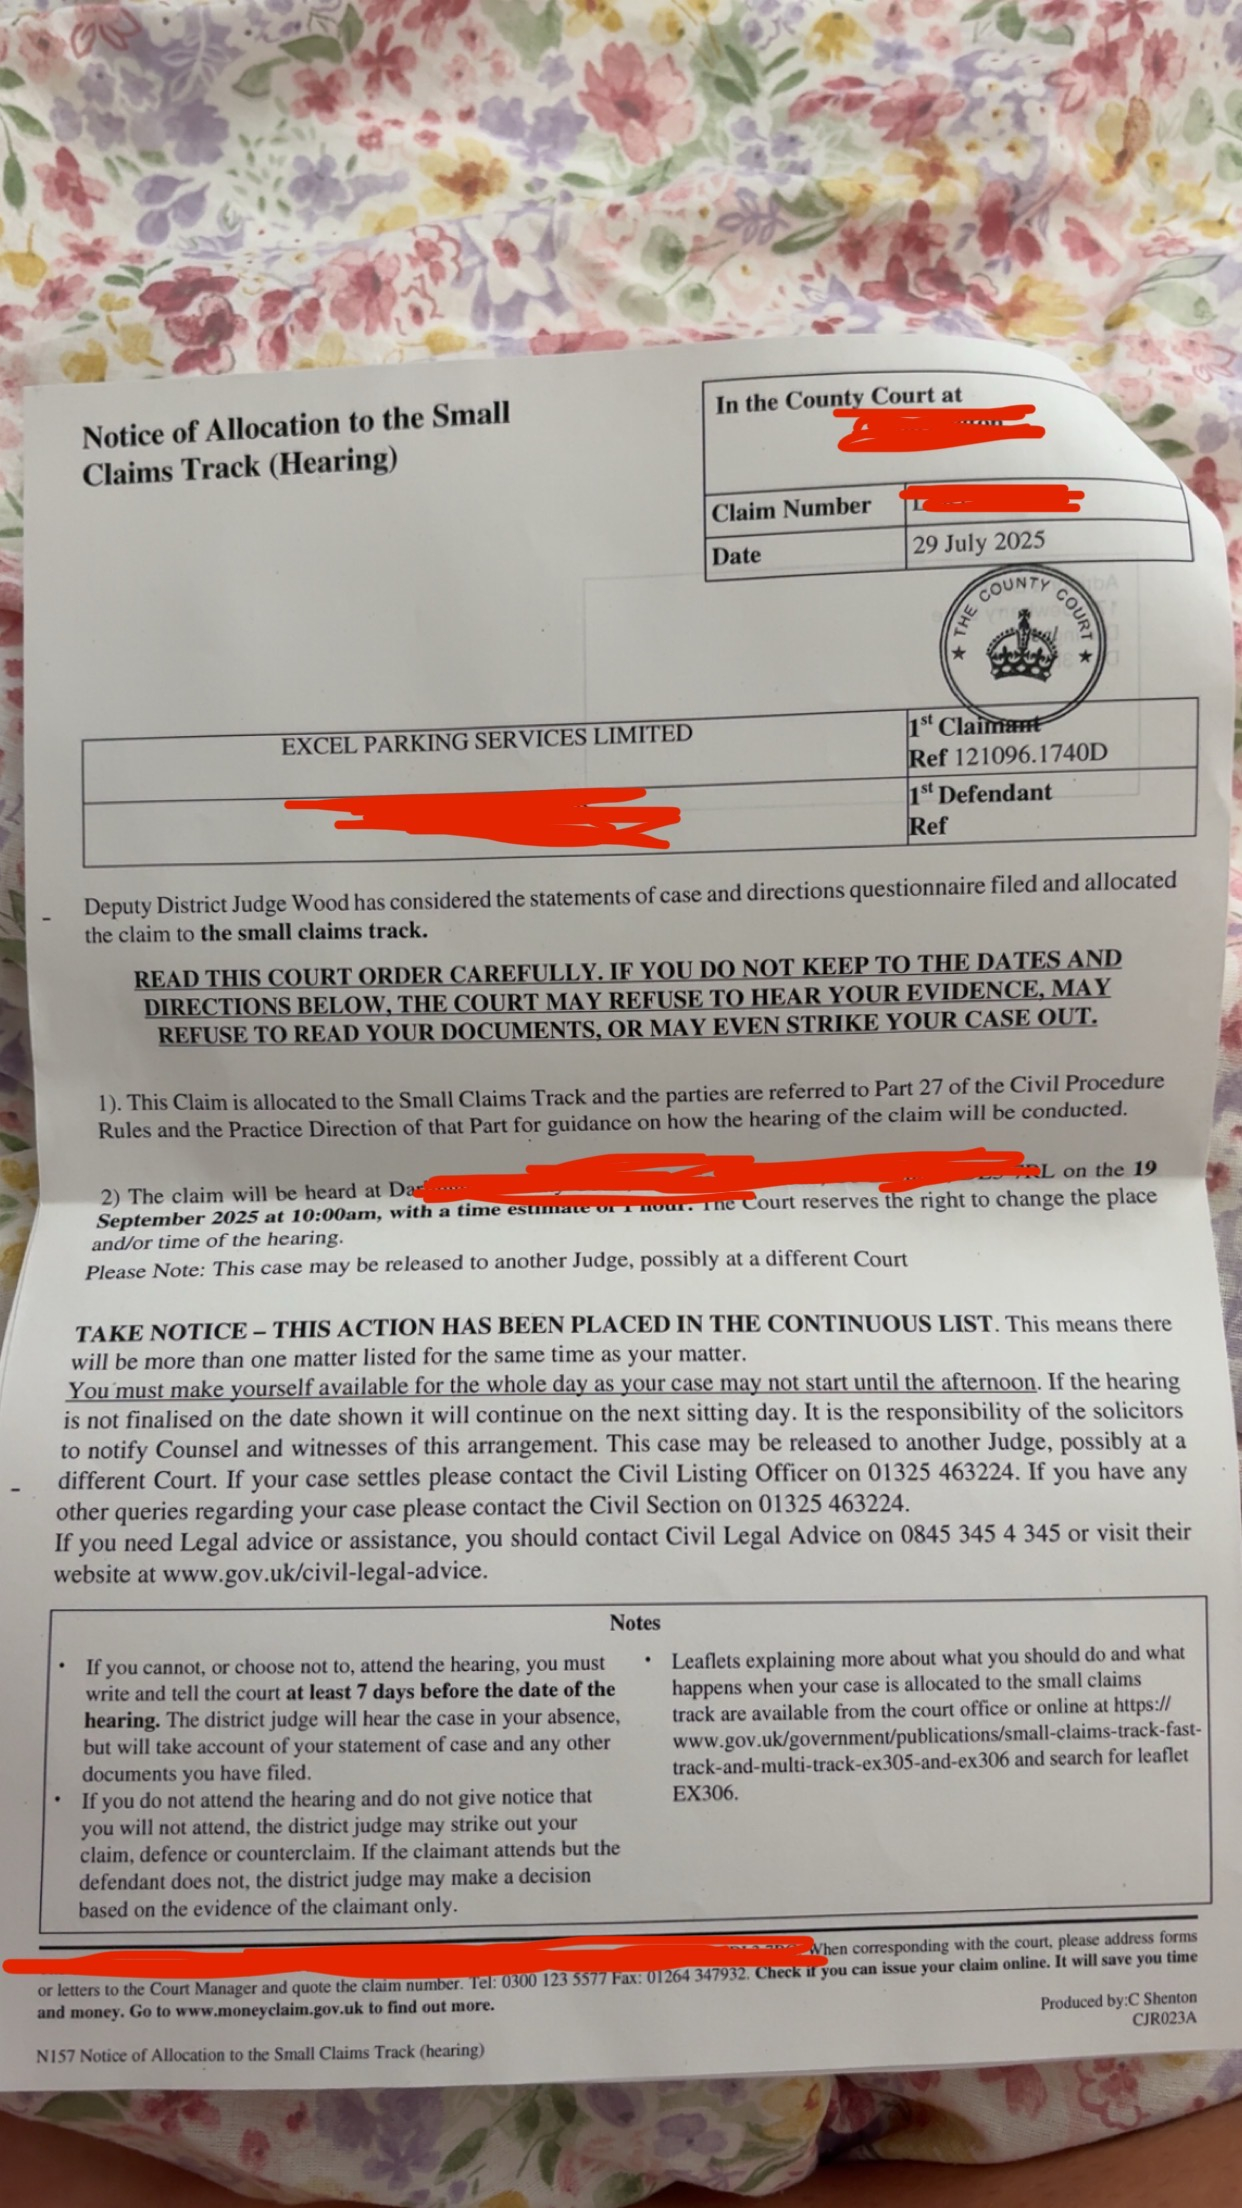 Notice of Allocation to the Small
Claims Track (Hearing)
In the County Court at
Claim Number
Date
29 July 2025
THE COUNTY COURT
EXCEL PARKING SERVICES LIMITED
1st Claimant
Ref 121096.1740D
1st Defendant
Ref
Deputy District Judge Wood has considered the statements of case and directions questionnaire filed and allocated
the claim to the small claims track.
READ THIS COURT ORDER CAREFULLY. IF YOU DO NOT KEEP TO THE DATES AND
DIRECTIONS BELOW, THE COURT MAY REFUSE TO HEAR YOUR EVIDENCE, MAY
REFUSE TO READ YOUR DOCUMENTS, OR MAY EVEN STRIKE YOUR CASE OUT.
1). This Claim is allocated to the Small Claims Track and the parties are referred to Part 27 of the Civil Procedure
Rules and the Practice Direction of that Part for guidance on how the hearing of the claim will be conducted.
2) The claim will be heard at on the 19
September 2025 at 10:00am, with a time estimate of 1 hour. The Court reserves the right to change the place
and/or time of the hearing.
Please Note: This case may be released to another Judge, possibly at a different Court
TAKE NOTICE – THIS ACTION HAS BEEN PLACED IN THE CONTINUOUS LIST. This means there
will be more than one matter listed for the same time as your matter.
You must make yourself available for the whole day as your case may not start until the afternoon. If the hearing
is not finalised on the date shown it will continue on the next sitting day. It is the responsibility of the solicitors
to notify Counsel and witnesses of this arrangement. This case may be released to another Judge, possibly at a
different Court. If your case settles please contact the Civil Listing Officer on 01325 463224. If you have any
other queries regarding your case please contact the Civil Section on 01325 463224.
If you need Legal advice or assistance, you should contact Civil Legal Advice on 0845 345 4 345 or visit their
website at www.gov.uk/civil-legal-advice.
Notes
• If you cannot, or choose not to, attend the hearing, you must
write and tell the court at least 7 days before the date of the
hearing. The district judge will hear the case in your absence,
but will take account of your statement of case and any other
documents you have filed.
• If you do not attend the hearing and do not give notice that
you will not attend, the district judge may strike out your
claim, defence or counterclaim. If the claimant attends but the
defendant does not, the district judge may make a decision
based on the evidence of the claimant only.
• Leaflets explaining more about what you should do and what
happens when your case is allocated to the small claims
track are available from the court office or online at https://
www.gov.uk/government/publications/small-claims-track-fast-
track-and-multi-track-ex305-and-ex306 and search for leaflet
EX306.
When corresponding with the court, please address forms
or letters to the Court Manager and quote the claim number. Tel: 0300 123 5577 Fax: 01264 347932. Check if you can issue your claim online. It will save you time
and money. Go to www.moneyclaim.gov.uk to find out more.
Produced by:C Shenton
CJR023A
N157 Notice of Allocation to the Small Claims Track (hearing)